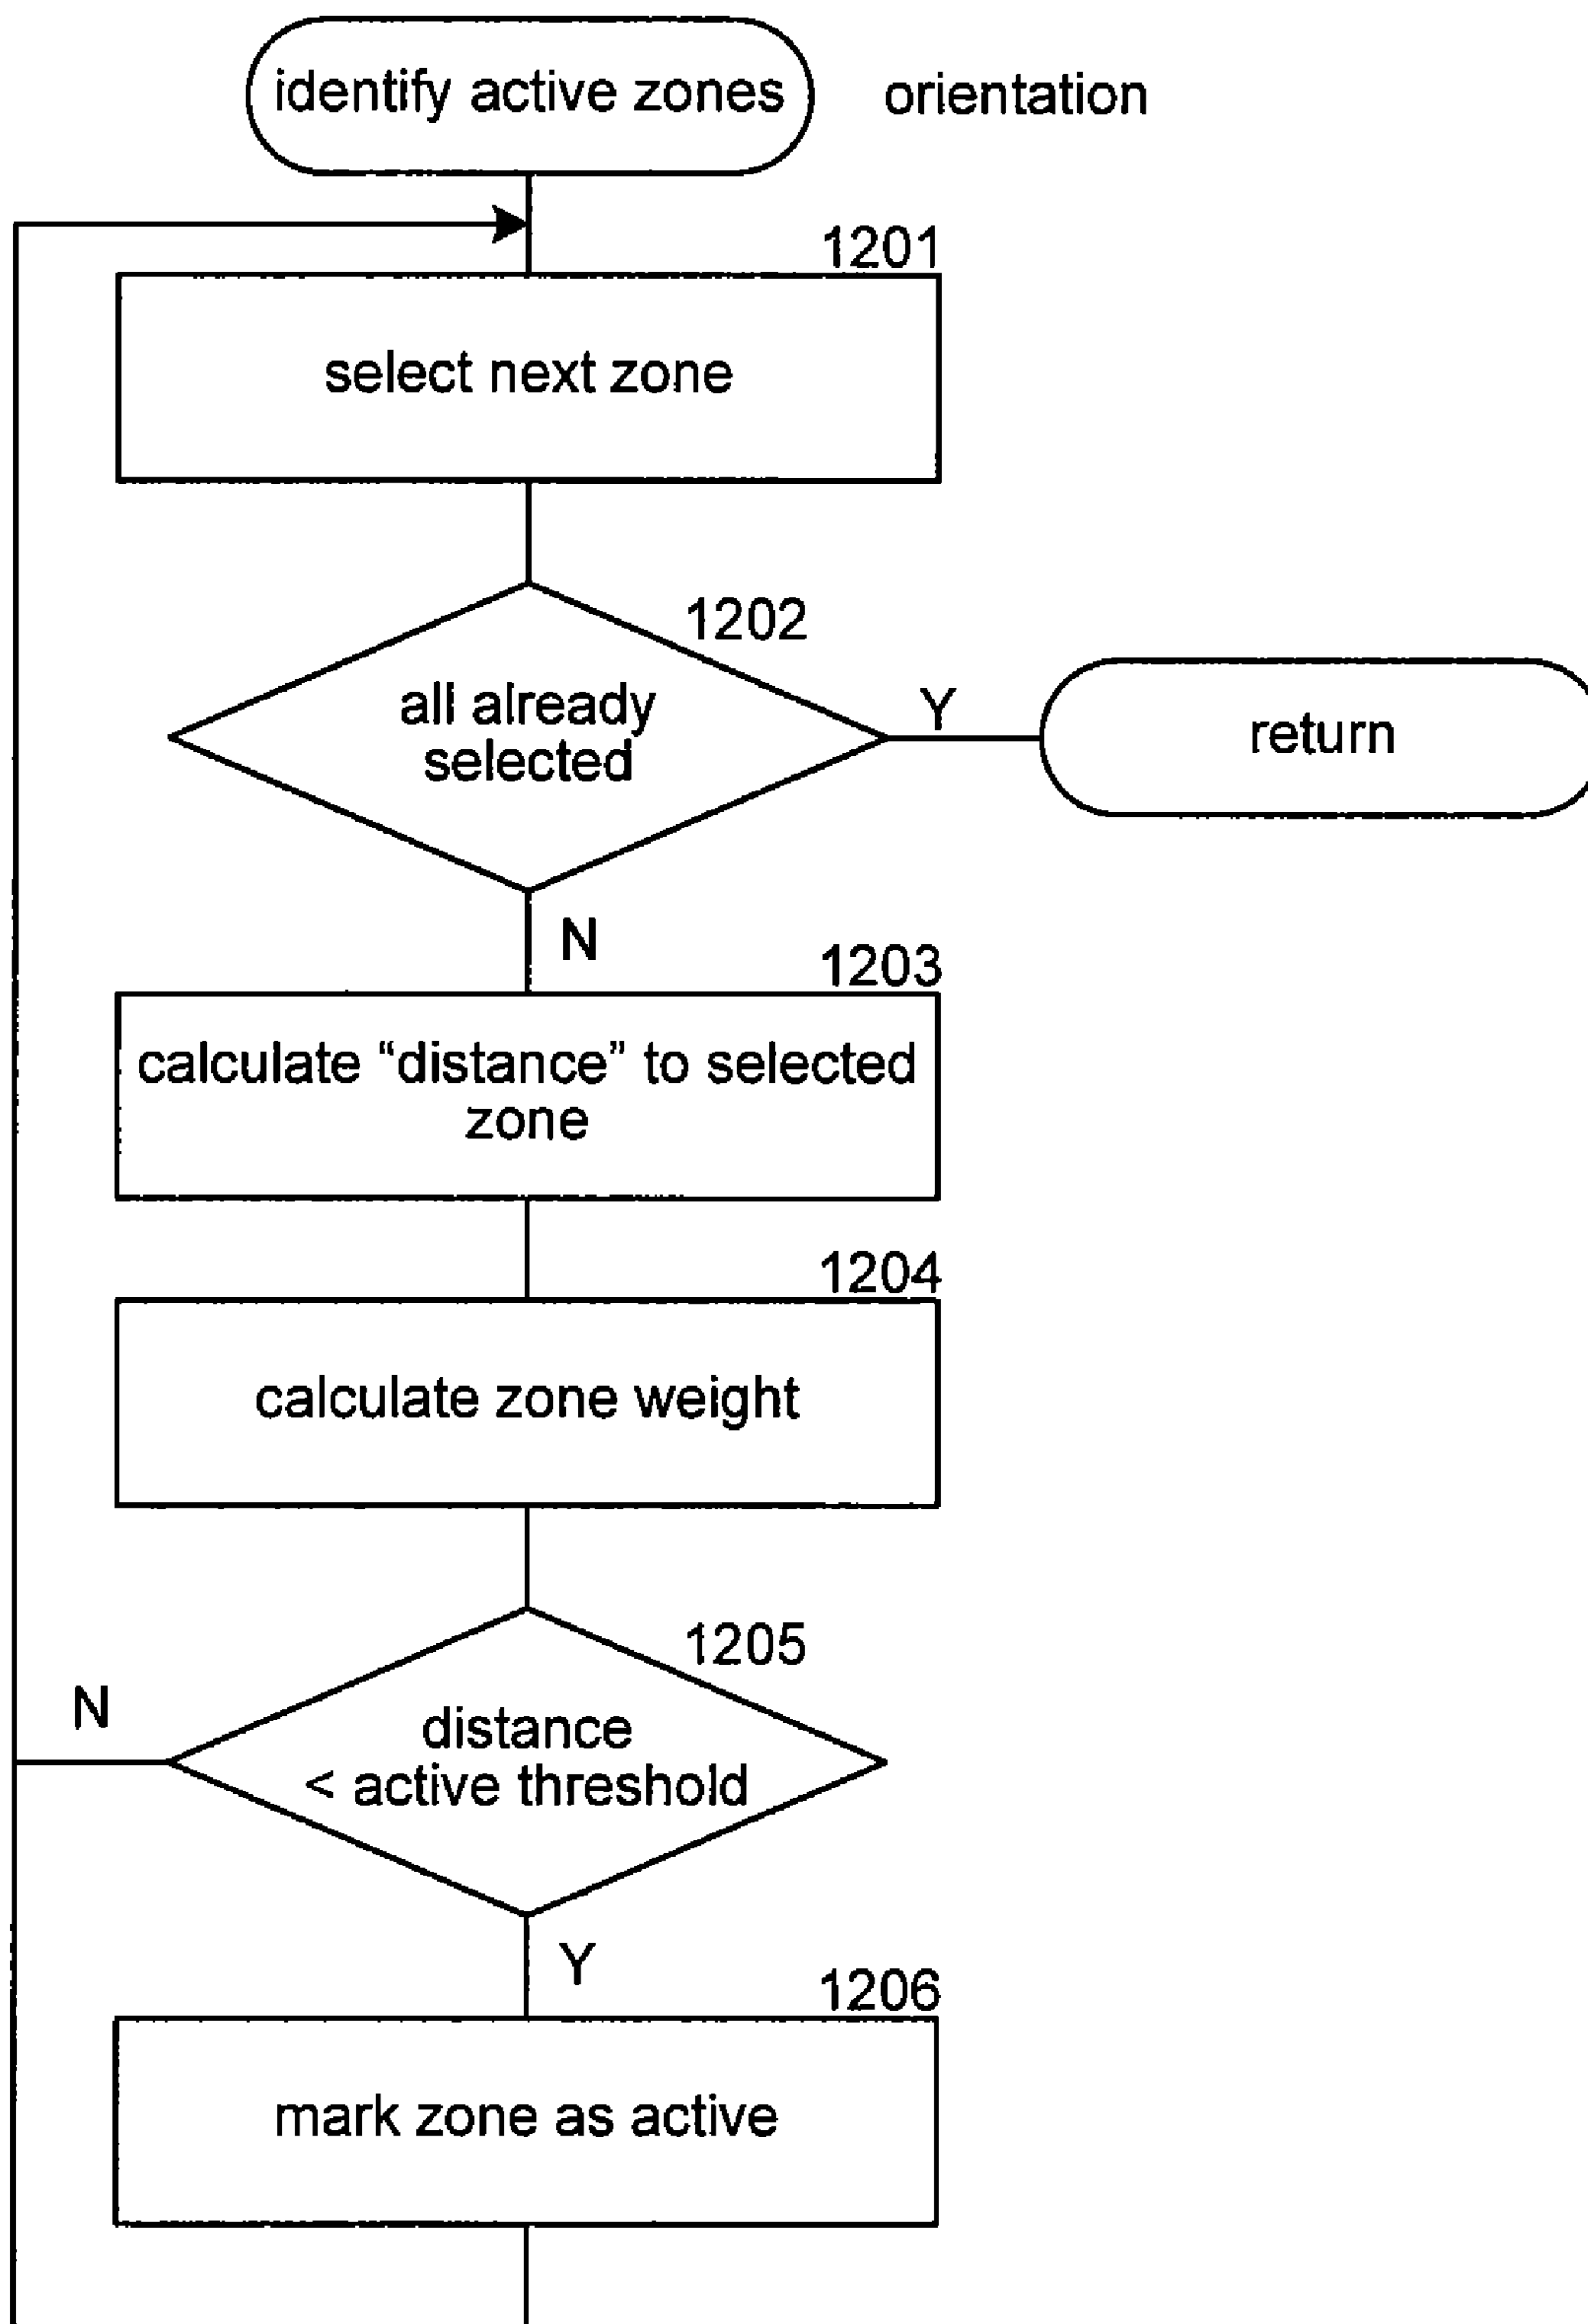 identify active zones
orientation
1201
select next zone
1202
all already
selected
Y
return
N
1203
calculate “distance” to selected
zone
1204
calculate zone weight
1205
N
distance
< active threshold
Y
1206
mark zone as active